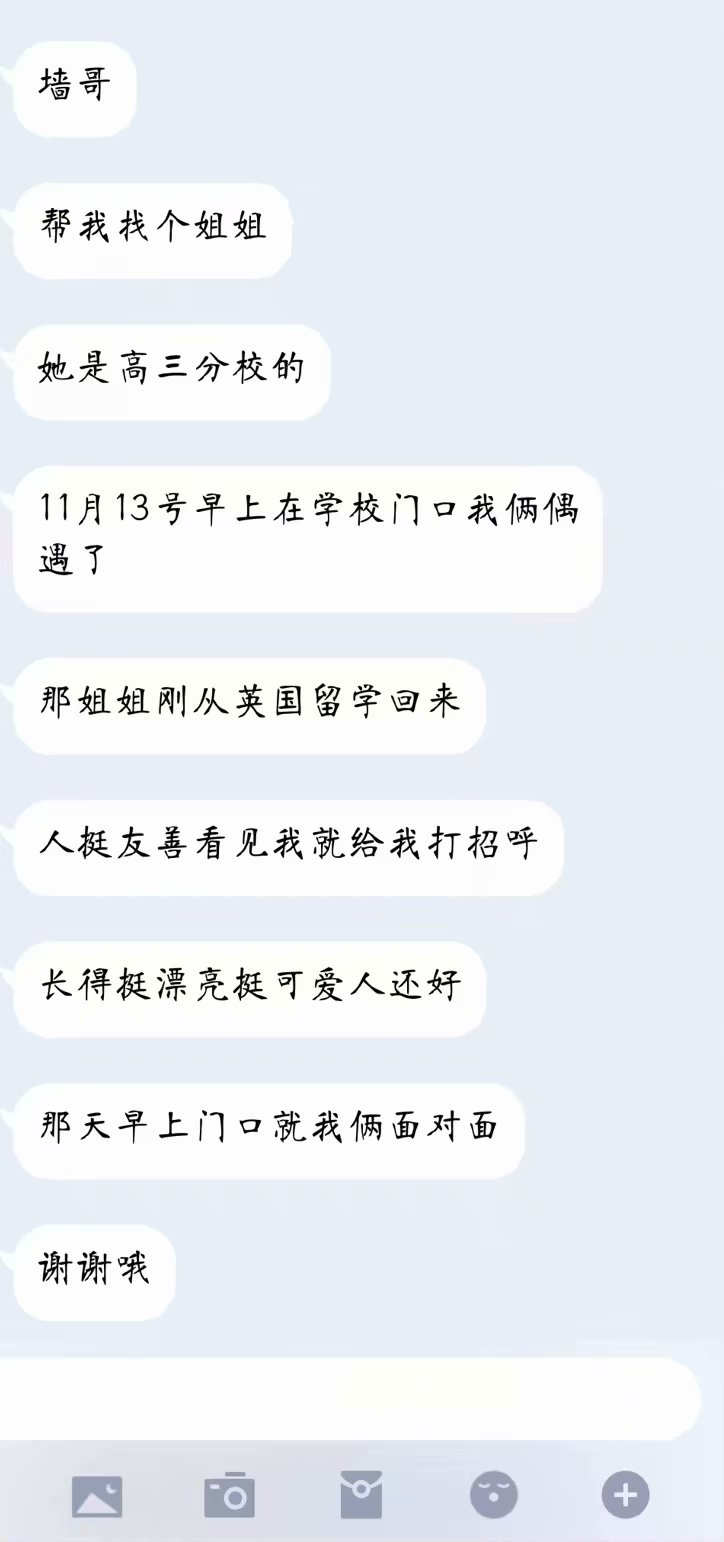 墙哥
帮我找个姐姐
她是高三分校的
11月13号早上在学校门口我俩偶
遇了
那姐姐刚从英国留学回来
人挺友善看见我就给我打招呼
长得挺漂亮挺可爱人还好
那天早上门口就我俩面对面
谢谢哦